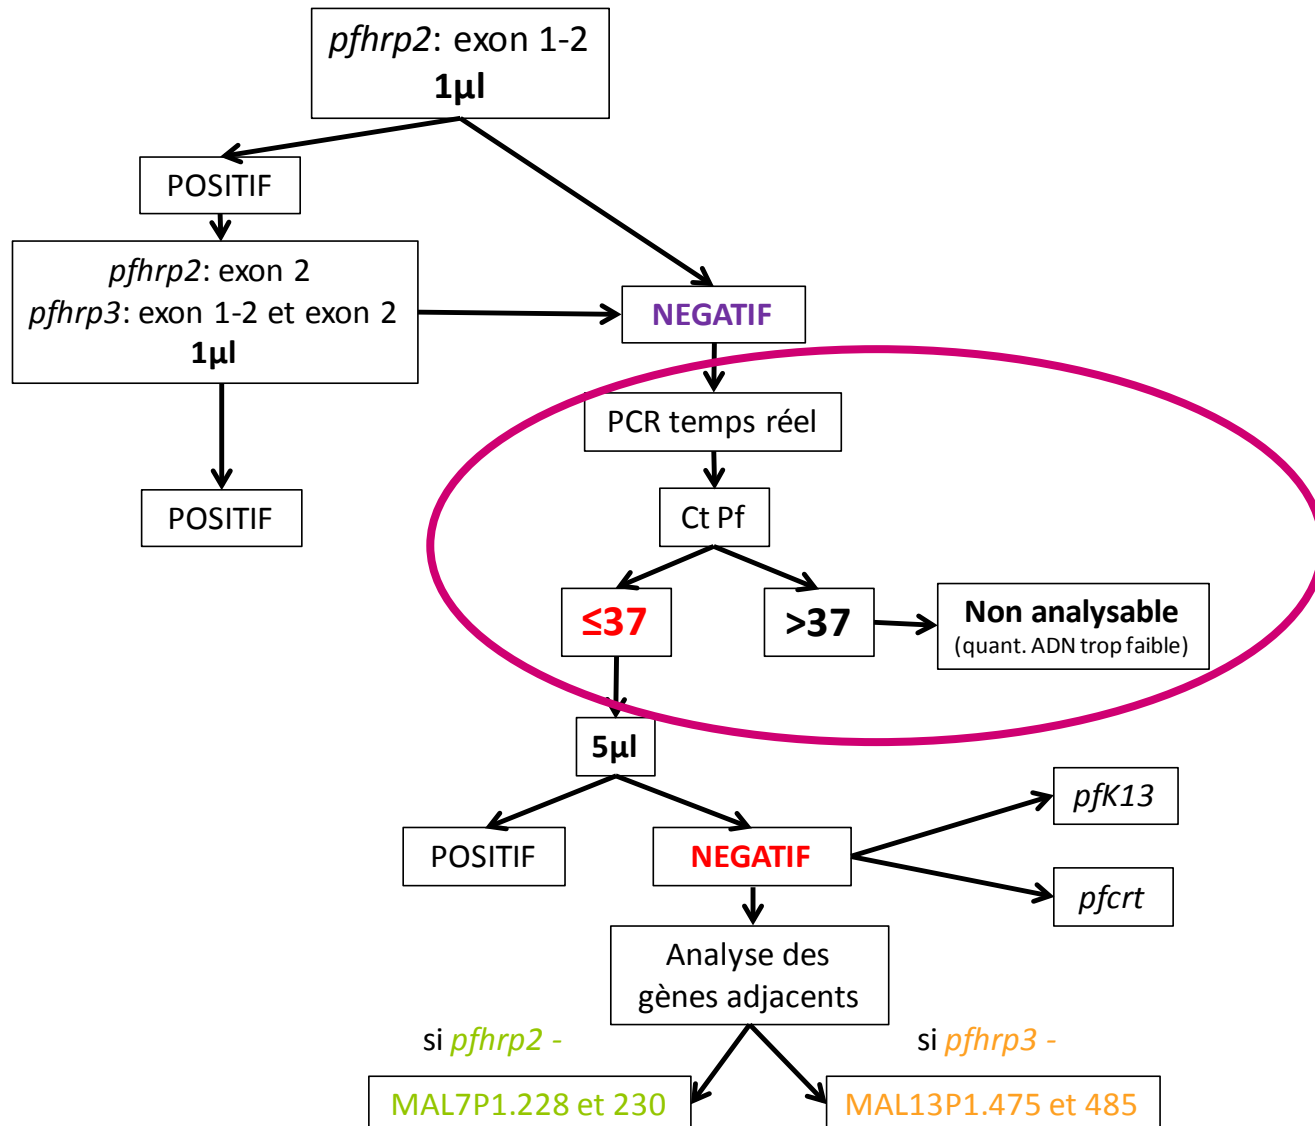 pfhrp2: exon 1-2
1µl
POSITIF
pfhrp2: exon 2
pfhrp3: exon 1-2 et exon 2
1µl
NEGATIF
PCR temps réel
POSITIF
Ct Pf
≤37
>37
Non analysable
(quant. ADN trop faible)
5µl
pfK13
POSITIF
NEGATIF
pfcrt
Analyse des
gènes adjacents
si pfhrp2 -
si pfhrp3 -
MAL7P1.228 et 230
MAL13P1.475 et 485